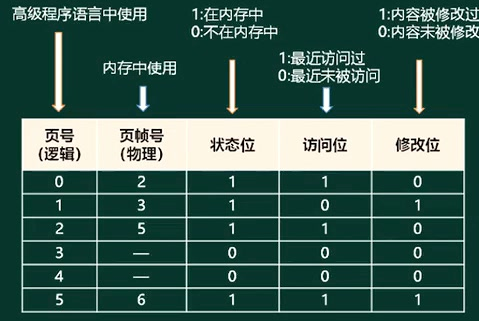 高级程序语言中使用
1:在内存中
0:不在内存中
1:内容被修改过
0:内容未被修改
内存中使用
1:最近访问过
0:最近未被访问
页号 页帧号 状态位 访问位 修改位
(逻辑) (物理)
0 2 1 1 0
1 3 1 0 1
2 5 1 1 0
3 — 0 0 0
4 — 0 0 0
5 6 1 1 1